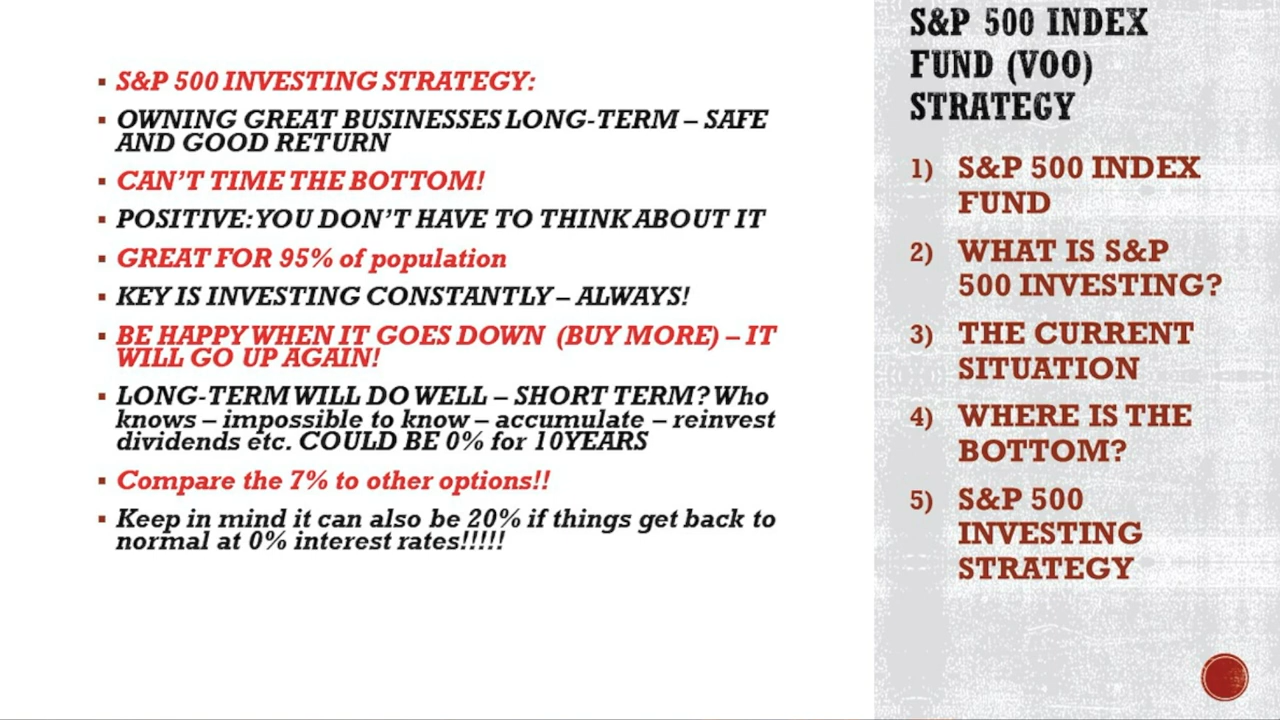 S&P 500 INVESTING STRATEGY:
OWNING GREAT BUSINESSES LONG-TERM – SAFE
AND GOOD RETURN
CAN'T TIME THE BOTTOM!
POSITIVE: YOU DON'T HAVE TO THINK ABOUT IT
GREAT FOR 95% of population
KEY IS INVESTING CONSTANTLY – ALWAYS!
BE HAPPY WHEN IT GOES DOWN (BUY MORE) – IT
WILL GO UP AGAIN!
LONG-TERM WILL DO WELL – SHORT TERM? Who
knows – impossible to know – accumulate – reinvest
dividends etc. COULD BE 0% for 10YEARS
Compare the 7% to other options!!
Keep in mind it can also be 20% if things get back to
normal at 0% interest rates!!!!!
S&P 500 INDEX
FUND (VOO)
STRATEGY
1) S&P 500 INDEX
FUND
2) WHAT IS S&P
500 INVESTING?
3) THE CURRENT
SITUATION
4) WHERE IS THE
BOTTOM?
5) S&P 500
INVESTING
STRATEGY